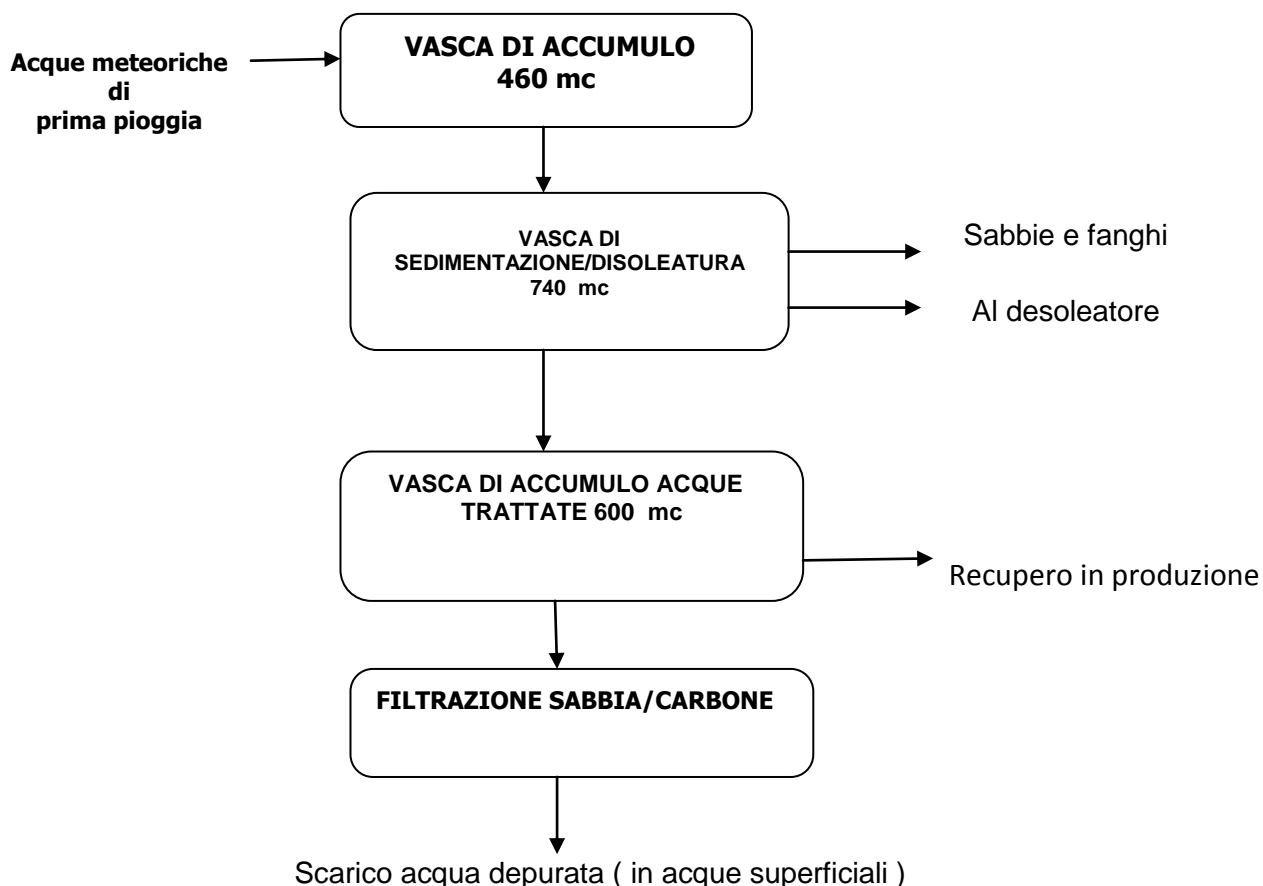 VASCA DI ACCUMULO
460 mc
Acque meteoriche
di
prima pioggia
VASCA DI
SEDIMENTAZIONE/DISOLEATURA
740 mc
Sabbie e fanghi
Al desoleatore
VASCA DI ACCUMULO ACQUE
TRATTATE 600 mc
Recupero in produzione
FILTRAZIONE SABBIA/CARBONE
Scarico acqua depurata ( in acque superficiali )